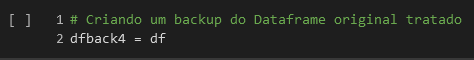 [ ] 1 # Criando um backup do Dataframe original tratado
2 dfback4 = df